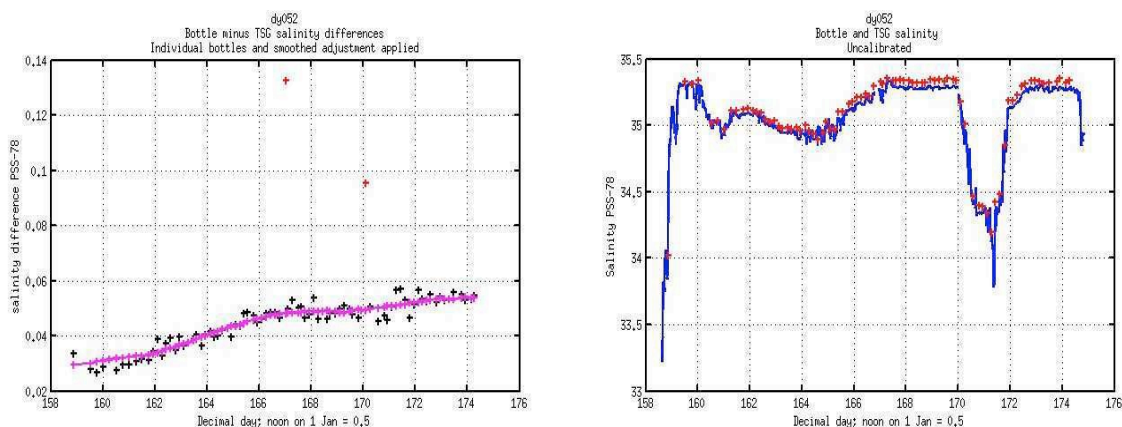 dy052
Bottle minus TSG salinity differences
Individual bottles and smoothed adjustment applied
0.14
0.12
0.1
0.08
0.06
0.04
0.02
salinity difference PSS-78
158 160 162 164 166 168 170 172 174 176
Decimal day; noon on 1 Jan = 0.5
dy052
Bottle and TSG salinity
Uncalibrated
35.5
35
34.5
34
33.5
33
Salinity PSS-78
158 160 162 164 166 168 170 172 174 176
Decimal day; noon on 1 Jan = 0.5